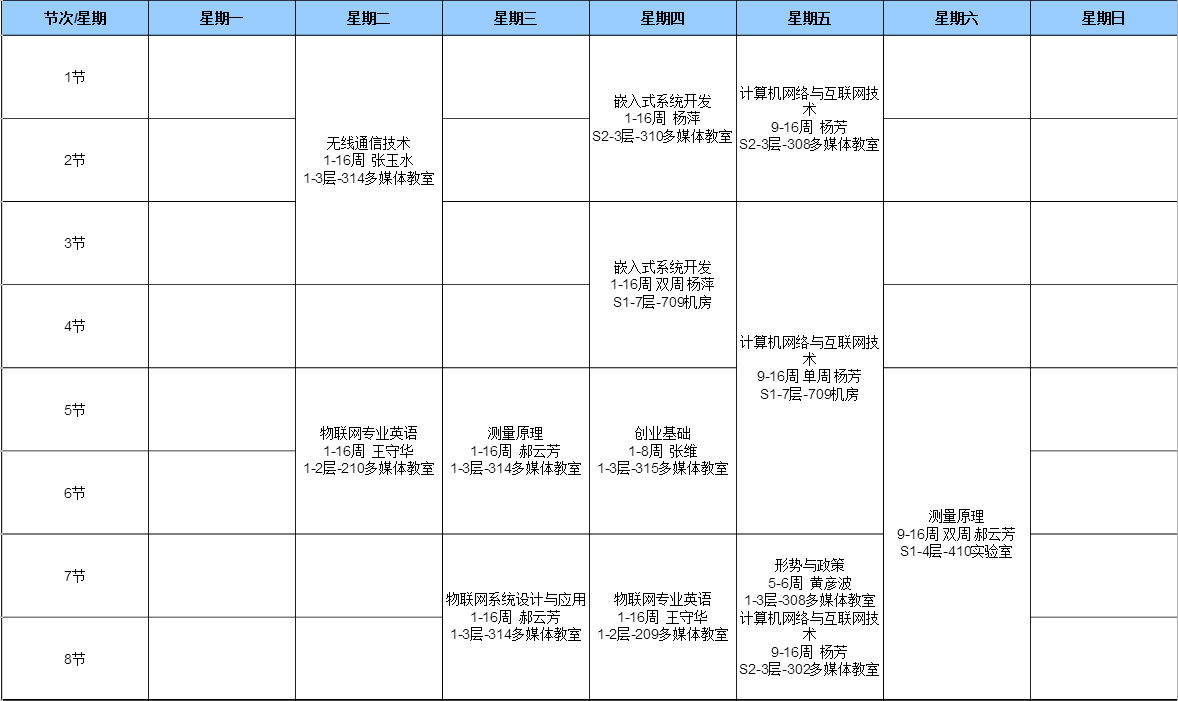 节次/星期 星期一 星期二 星期三 星期四 星期五 星期六 星期日
1节
2节
3节
4节
5节
6节
7节
8节
无线通信技术
1-16周 张玉水
1-3层-314多媒体教室
物联网专业英语
1-16周 王守华
1-2层-210多媒体教室
测量原理
1-16周 郝云芳
1-3层-314多媒体教室
物联网系统设计与应用
1-16周 郝云芳
1-3层-314多媒体教室
嵌入式系统开发
1-16周 杨萍
S2-3层-310多媒体教室
嵌入式系统开发
1-16周 双周 杨萍
S1-7层-709机房
创业基础
1-8周 张维
1-3层-315多媒体教室
物联网专业英语
1-16周 王守华
1-2层-209多媒体教室
计算机网络与互联网技
术
9-16周 杨芳
S2-3层-308多媒体教室
计算机网络与互联网技
术
9-16周 单周 杨芳
S1-7层-709机房
形势与政策
5-6周 黄彦波
1-3层-308多媒体教室
计算机网络与互联网技
术
9-16周 杨芳
S2-3层-302多媒体教室
测量原理
9-16周 双周 郝云芳
S1-4层-410实验室